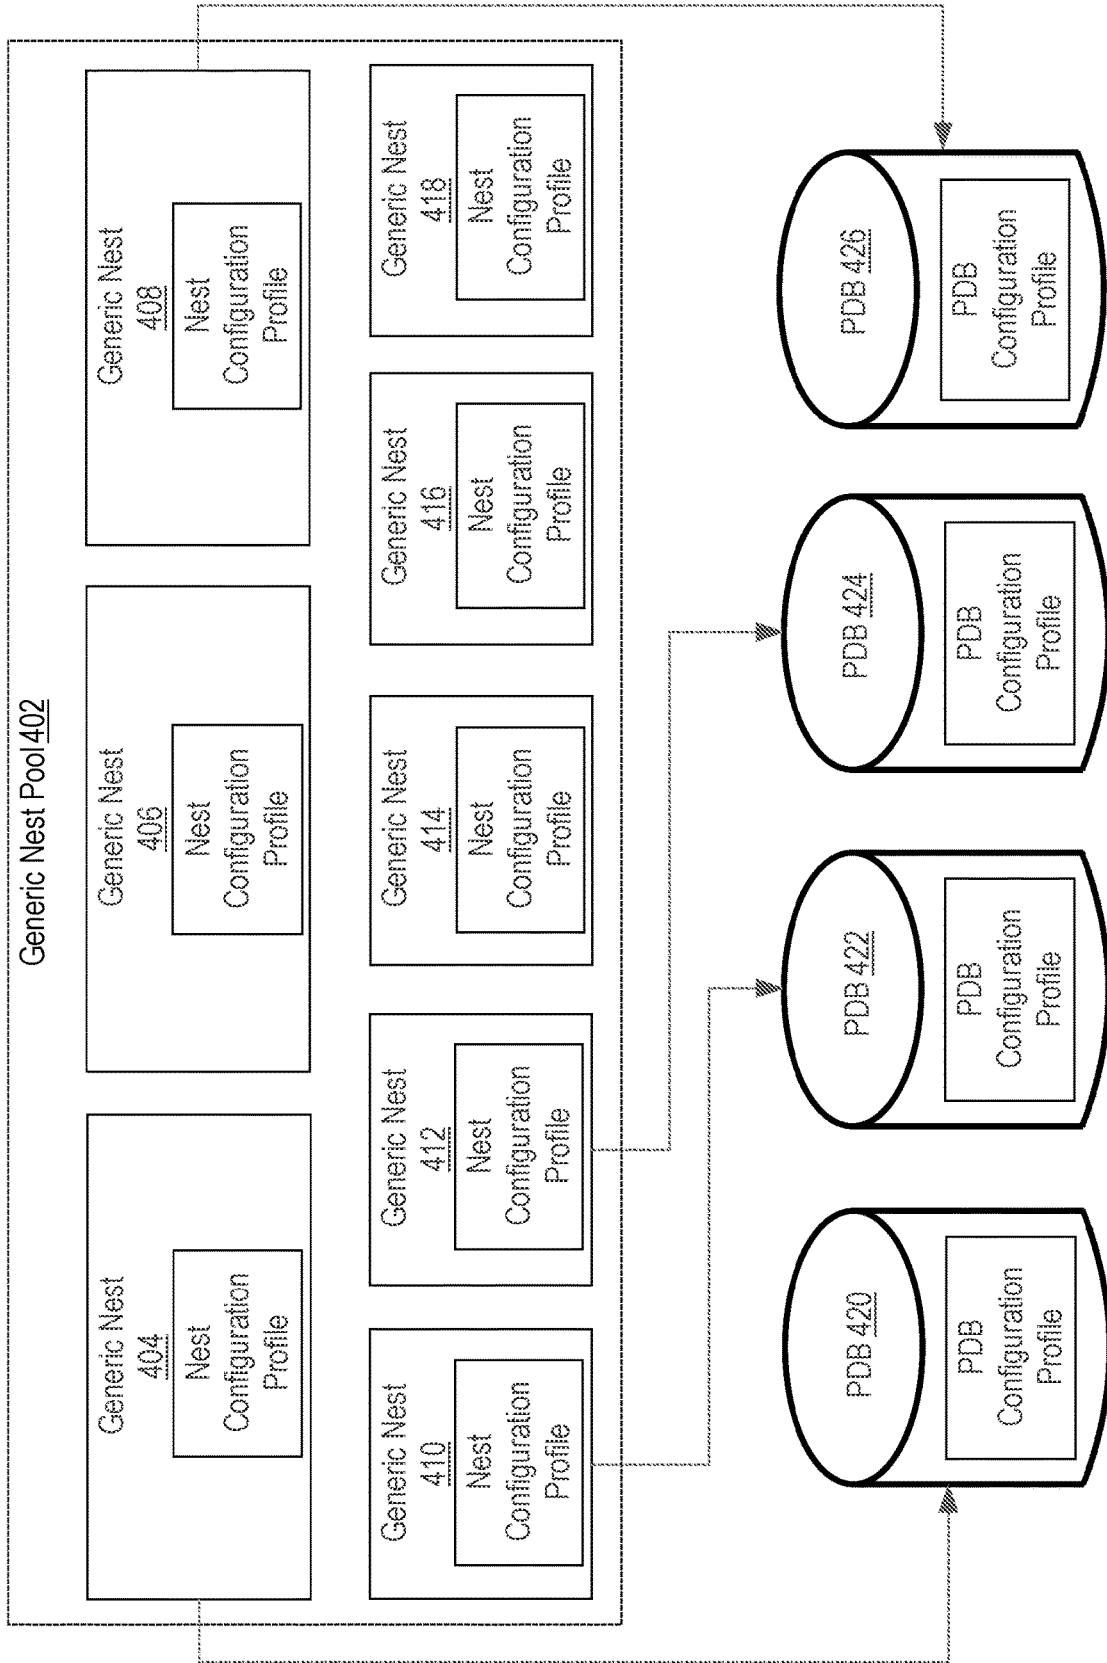 Generic Nest Pool 402
Generic Nest
404
Nest
Configuration
Profile
Generic Nest
406
Nest
Configuration
Profile
Generic Nest
408
Nest
Configuration
Profile
Generic Nest
410
Nest
Configuration
Profile
Generic Nest
412
Nest
Configuration
Profile
Generic Nest
414
Nest
Configuration
Profile
Generic Nest
416
Nest
Configuration
Profile
Generic Nest
418
Nest
Configuration
Profile
PDB 420
PDB
Configuration
Profile
PDB 422
PDB
Configuration
Profile
PDB 424
PDB
Configuration
Profile
PDB 426
PDB
Configuration
Profile